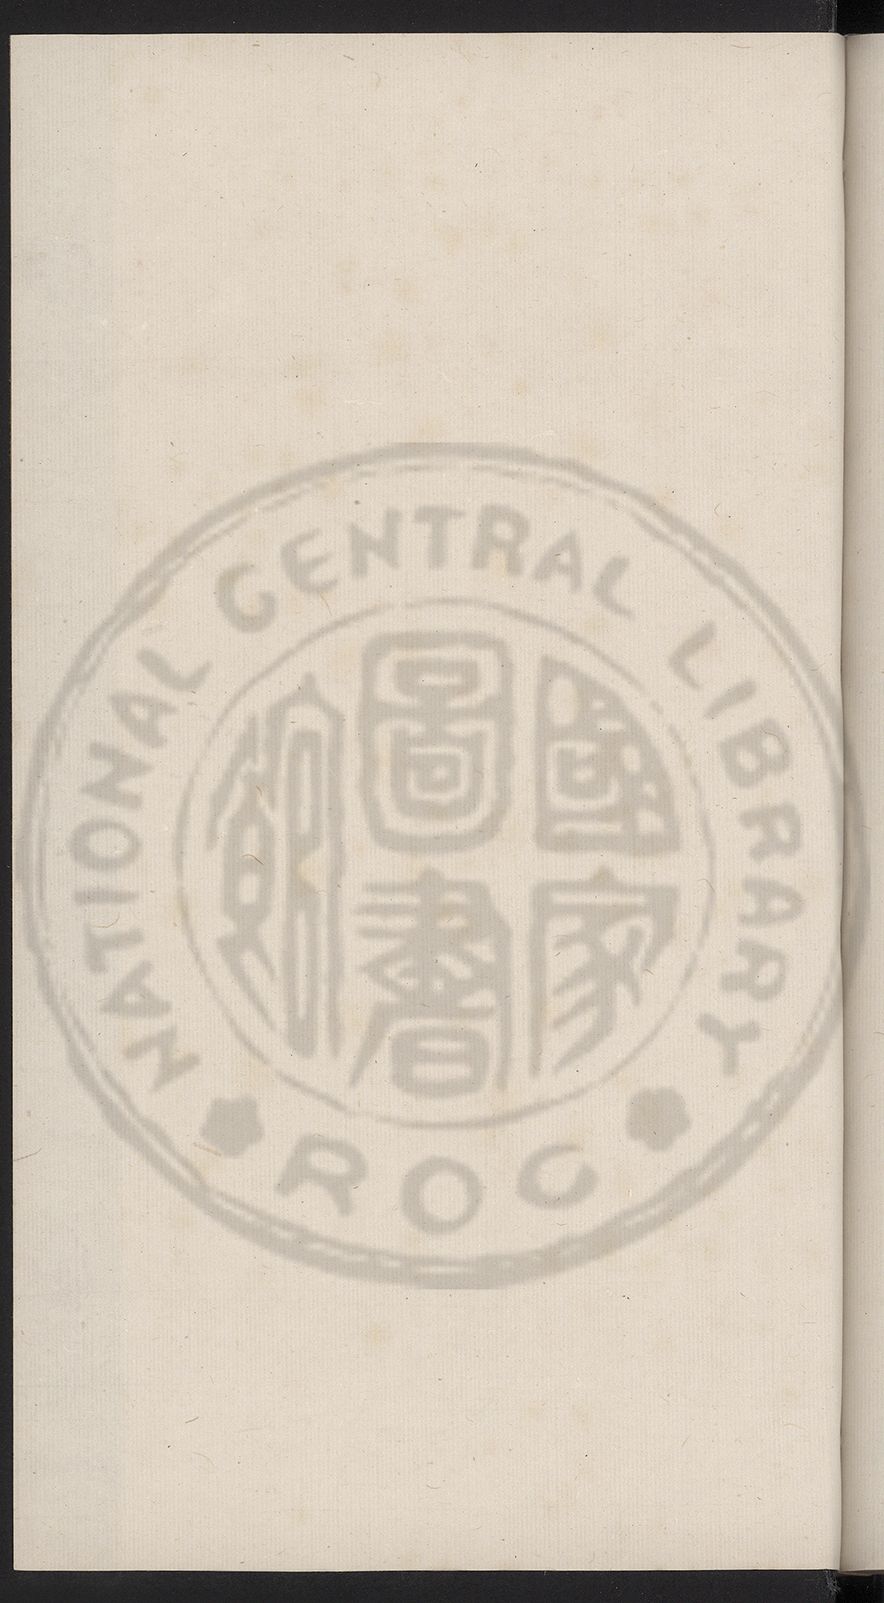 NATIONAL CENTRAL LIBRARY
國家
圖書
館
ROC